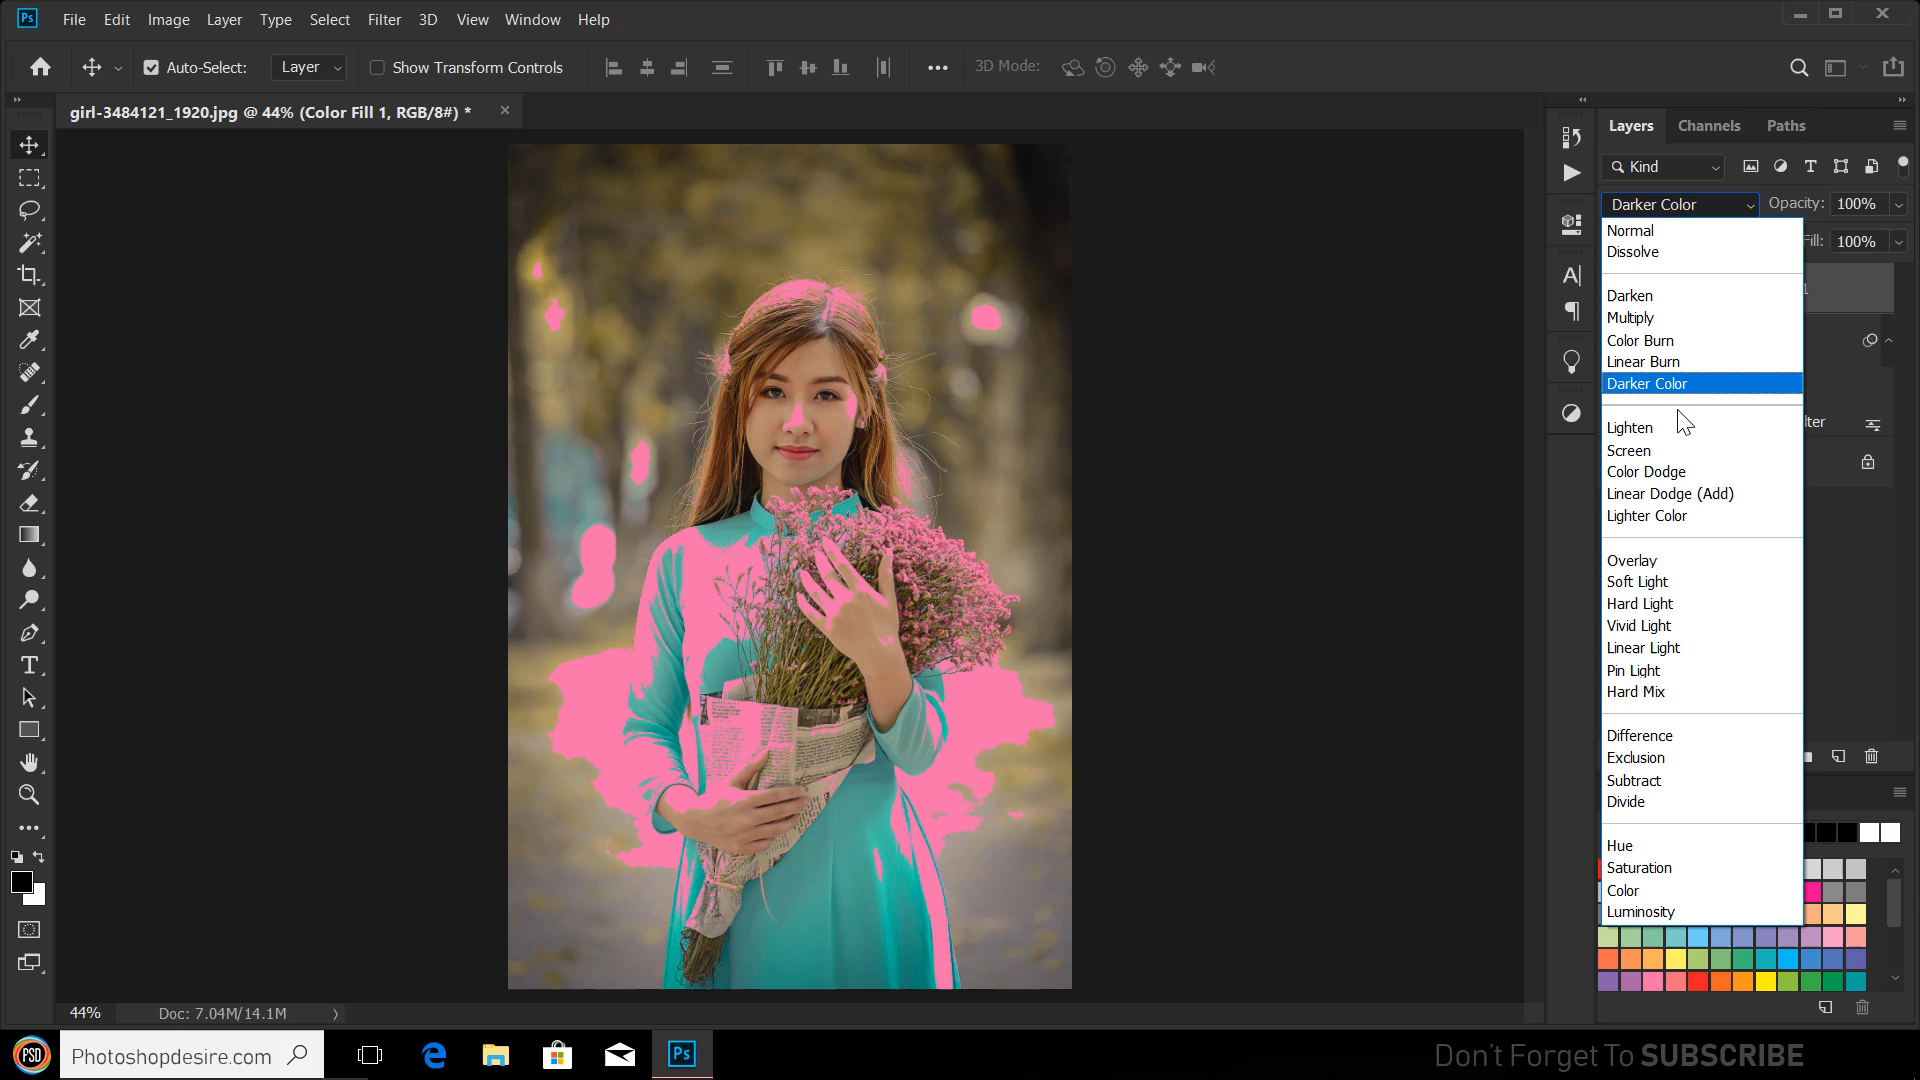 Ps File Edit Image Layer Type Select Filter 3D View Window Help
Auto-Select: Layer Show Transform Controls 3D Mode:
girl-3484121_1920.jpg @ 44% (Color Fill 1, RGB/8#) *
Layers Channels Paths
Kind
Darker Color Opacity: 100%
Fill: 100%
Normal
Dissolve
Darken
Multiply
Color Burn
Linear Burn
Darker Color
Lighten
Screen
Color Dodge
Linear Dodge (Add)
Lighter Color
Overlay
Soft Light
Hard Light
Vivid Light
Linear Light
Pin Light
Hard Mix
Difference
Exclusion
Subtract
Divide
Hue
Saturation
Color
Luminosity
44% Doc: 7.04M/14.1M
PSD Photoshopdesire.com Ps Don't Forget To SUBSCRIBE